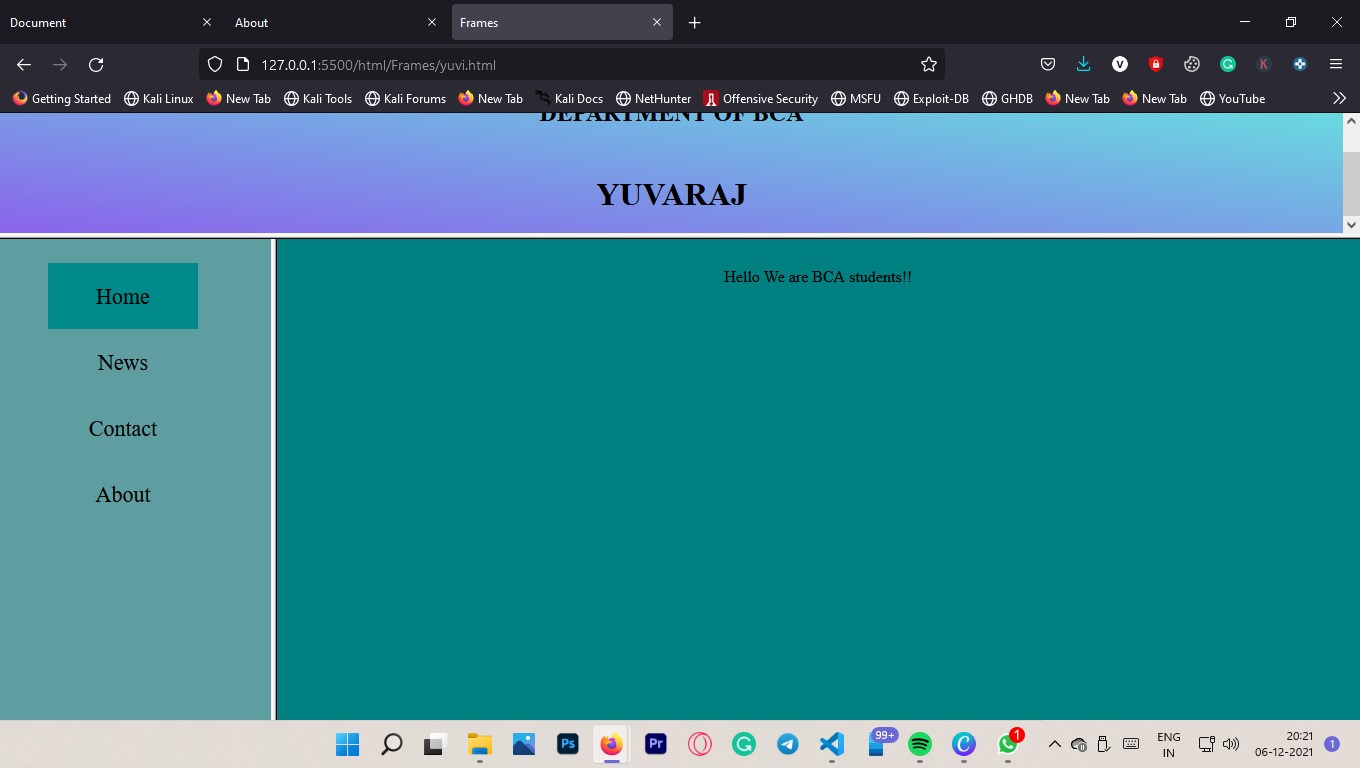 Document
About
Frames
127.0.0.1:5500/html/Frames/yuvi.html
Getting Started Kali Linux New Tab Kali Tools Kali Forums New Tab Kali Docs NetHunter Offensive Security MSFU Exploit-DB GHDB New Tab New Tab YouTube
DEPARTMENT OF BCA
YUVARAJ
Home
News
Contact
About
Hello We are BCA students!!
Ps
Pr
99+
1
ENG
IN
20:21
06-12-2021
1